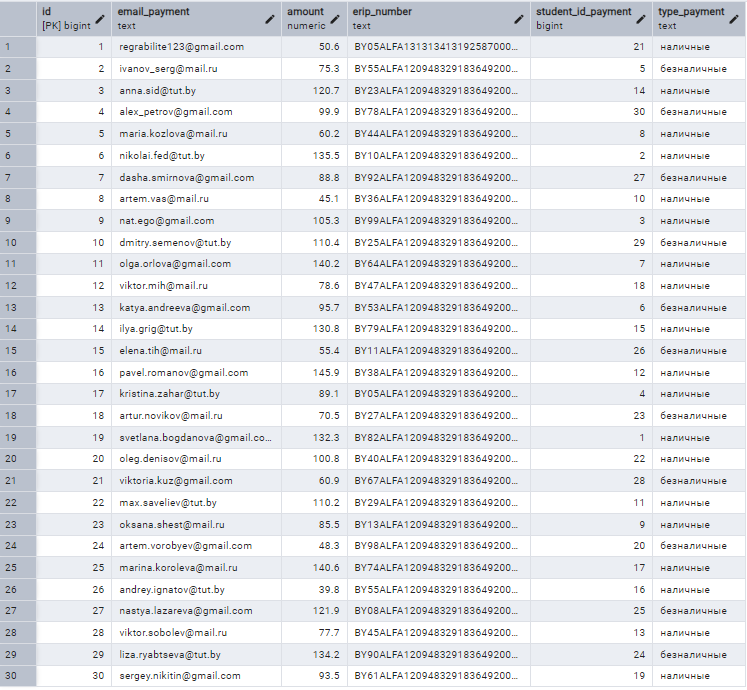 id email_payment amount erip_number student_id_payment type_payment
[PK] bigint text numeric text bigint text
1 1 regrabilite123@gmail.com 50.6 BY05ALFA131313413192587000... 21 наличные
2 2 ivanov_serg@mail.ru 75.3 BY55ALFA120948329183649200... 5 безналичные
3 3 anna.sid@tut.by 120.7 BY23ALFA120948329183649200... 14 наличные
4 4 alex_petrov@gmail.com 99.9 BY78ALFA120948329183649200... 30 безналичные
5 5 maria.kozlova@mail.ru 60.2 BY44ALFA120948329183649200... 8 наличные
6 6 nikolai.fed@tut.by 135.5 BY10ALFA120948329183649200... 2 наличные
7 7 dasha.smirnova@gmail.com 88.8 BY92ALFA120948329183649200... 27 безналичные
8 8 artem.vas@mail.ru 45.1 BY36ALFA120948329183649200... 10 наличные
9 9 nat.ego@gmail.com 105.3 BY99ALFA120948329183649200... 3 наличные
10 10 dmitry.semenov@tut.by 110.4 BY25ALFA120948329183649200... 29 безналичные
11 11 olga.orlova@gmail.com 140.2 BY64ALFA120948329183649200... 7 наличные
12 12 viktor.mih@mail.ru 78.6 BY47ALFA120948329183649200... 18 наличные
13 13 katya.andreeva@gmail.com 95.7 BY53ALFA120948329183649200... 6 безналичные
14 14 ilya.grig@tut.by 130.8 BY79ALFA120948329183649200... 15 наличные
15 15 elena.tih@mail.ru 55.4 BY11ALFA120948329183649200... 26 безналичные
16 16 pavel.romanov@gmail.com 145.9 BY38ALFA120948329183649200... 12 наличные
17 17 kristina.zahar@tut.by 89.1 BY05ALFA120948329183649200... 4 наличные
18 18 artur.novikov@mail.ru 70.5 BY27ALFA120948329183649200... 23 безналичные
19 19 svetlana.bogdanova@gmail.co... 132.3 BY82ALFA120948329183649200... 1 наличные
20 20 oleg.denisov@mail.ru 100.8 BY40ALFA120948329183649200... 22 наличные
21 21 viktoria.kuz@gmail.com 60.9 BY67ALFA120948329183649200... 28 безналичные
22 22 max.saveliev@tut.by 110.2 BY29ALFA120948329183649200... 11 наличные
23 23 oksana.shest@mail.ru 85.5 BY13ALFA120948329183649200... 9 наличные
24 24 artem.vorobyev@gmail.com 48.3 BY98ALFA120948329183649200... 20 безналичные
25 25 marina.koroleva@mail.ru 140.6 BY74ALFA120948329183649200... 17 наличные
26 26 andrey.ignatov@tut.by 39.8 BY55ALFA120948329183649200... 16 наличные
27 27 nastya.lazareva@gmail.com 121.9 BY08ALFA120948329183649200... 25 безналичные
28 28 viktor.sobolev@mail.ru 77.7 BY45ALFA120948329183649200... 13 наличные
29 29 liza.ryabtseva@tut.by 134.2 BY90ALFA120948329183649200... 24 безналичные
30 30 sergey.nikitin@gmail.com 93.5 BY61ALFA120948329183649200... 19 наличные